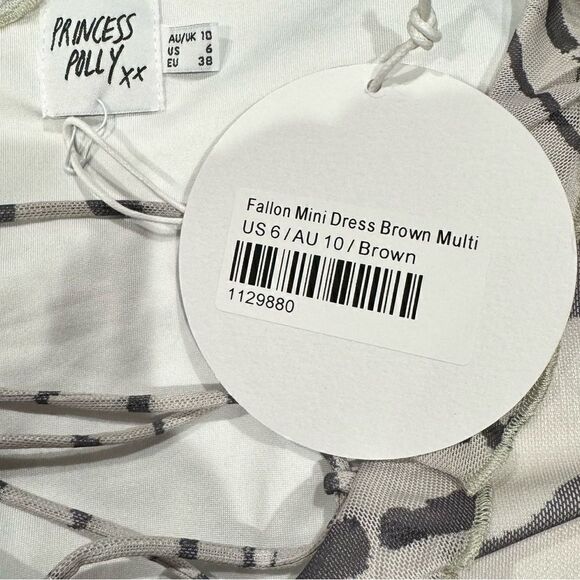 PRINCESS
POLLY xx
AU/UK 10
US 6
EU 38
Fallon Mini Dress Brown Multi
US 6 / AU 10 / Brown
1129880